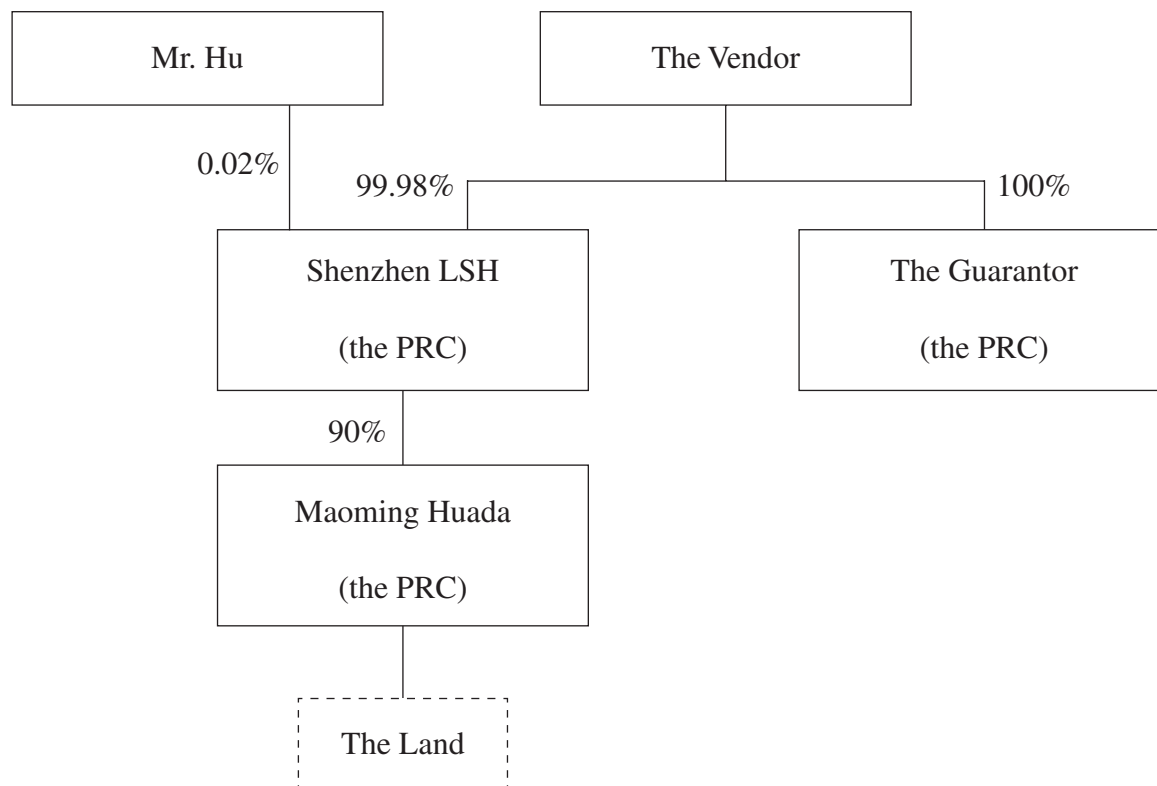 Mr. Hu
The Vendor
0.02%
99.98%
100%
Shenzhen LSH
(the PRC)
The Guarantor
(the PRC)
90%
Maoming Huada
(the PRC)
The Land